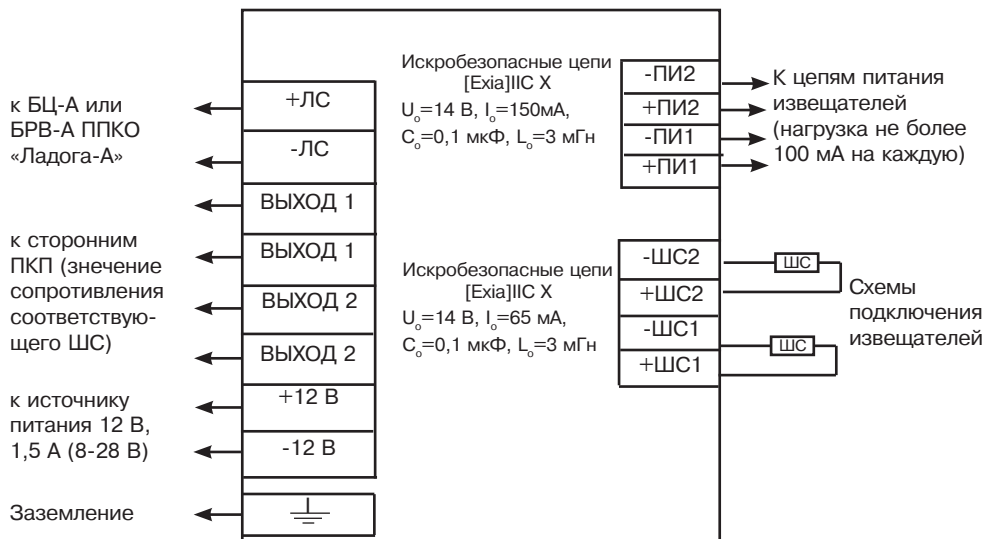 к БЦ-А или
БРВ-А ППКО
«Ладога-А»
к сторонним
ПКП (знечение
сопротивления
соответствую-
щего ШС)
к источнику
питания 12 В,
1,5 А (8-28 В)
Заземление
+ЛС
-ЛС
ВЫХОД 1
ВЫХОД 1
ВЫХОД 2
ВЫХОД 2
+12 В
-12 В
Искробезопасные цепи
[Exia]IIC X
Uo=14 В, Io=150мА,
Co=0,1 мкФ, Lo=3 мГн
-ПИ2
+ПИ2
-ПИ1
+ПИ1
К цепям питания
извещателей
(нагрузка не более
100 мА на каждую)
Искробезопасные цепи
[Exia]IIC X
Uo=14 В, Io=65 мА,
Co=0,1 мкФ, Lo=3 мГн
-ШС2
+ШС2
-ШС1
+ШС1
ШС
ШС
Схемы
подключения
извещателей